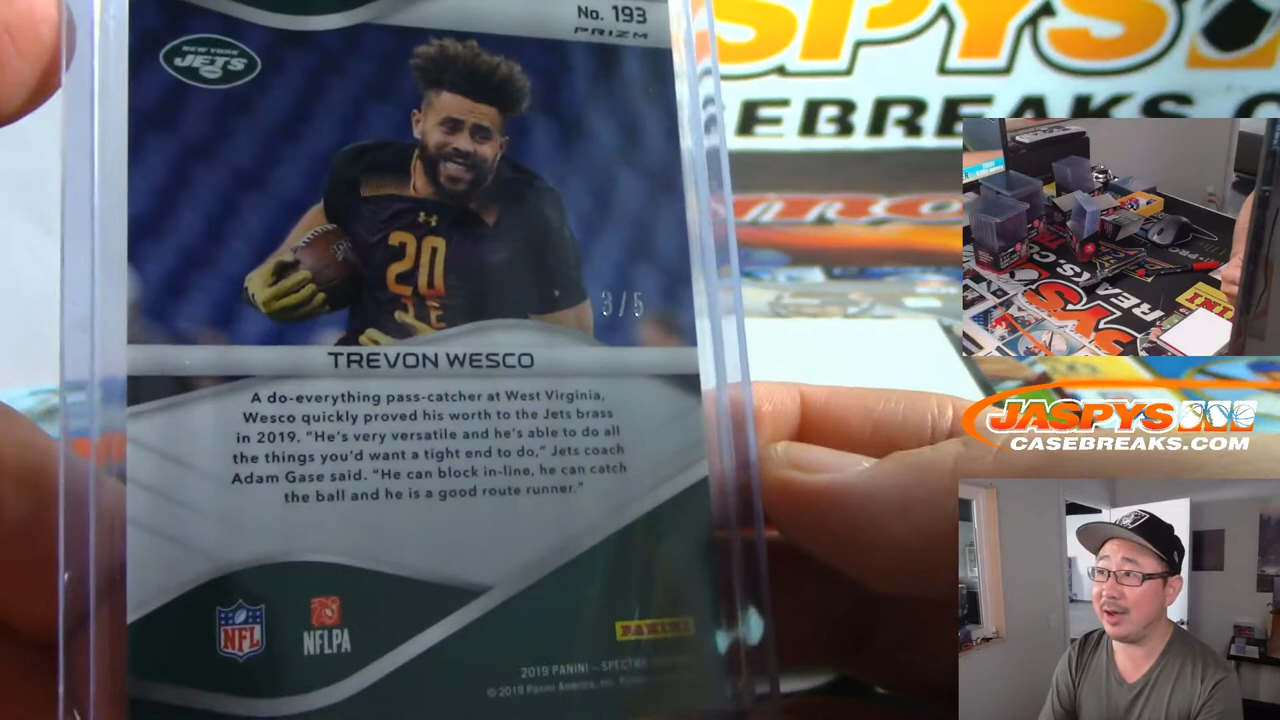 No. 193
PRIZM
NEW YORK
JETS
20
3/5
TREVON WESCO
A do-everything pass-catcher at West Virginia,
Wesco quickly proved his worth to the Jets brass
in 2019. "He's very versatile and he's able to do all
the things you'd want a tight end to do," Jets coach
Adam Gase said. "He can block in-line, he can catch
the ball and he is a good route runner."
NFL
NFLPA
PANINI
2019 PANINI – SPECTRA
© 2019 Panini America, Inc.
SPYS
EBREAKS.C
JASPYS
CASEBREAKS.COM